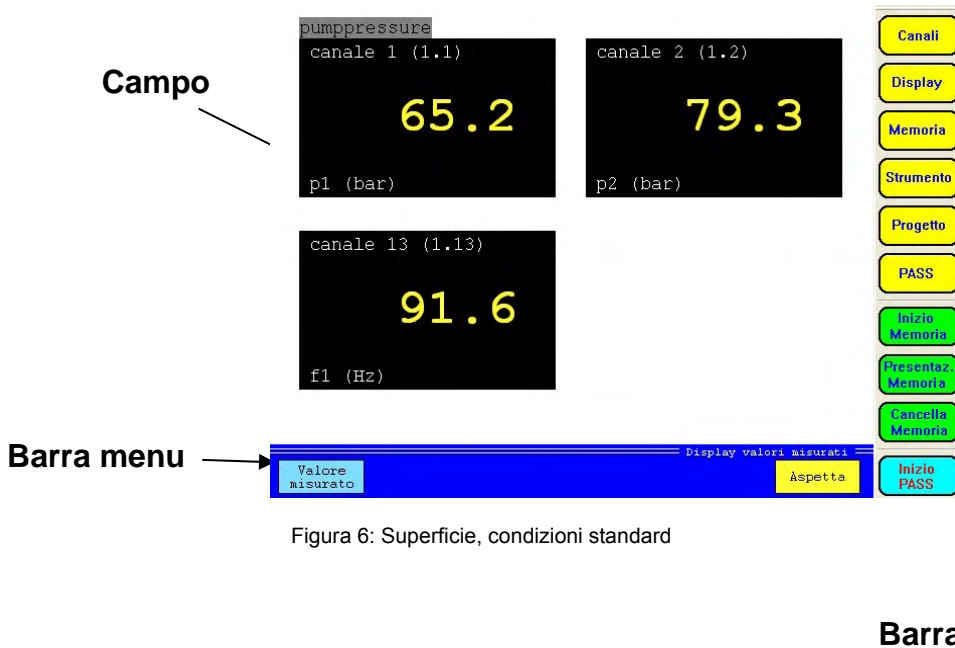 pumppressure
canale 1 (1.1)
65.2
p1 (bar)
canale 2 (1.2)
79.3
p2 (bar)
canale 13 (1.13)
91.6
f1 (Hz)
Campo
Barra menu
Display valori misurati
Valore
misurato
Aspetta
Canali
Display
Memoria
Strumento
Progetto
PASS
Inizio
Memoria
Presentaz.
Memoria
Cancella
Memoria
Inizio
PASS
Figura 6: Superficie, condizioni standard
Barra